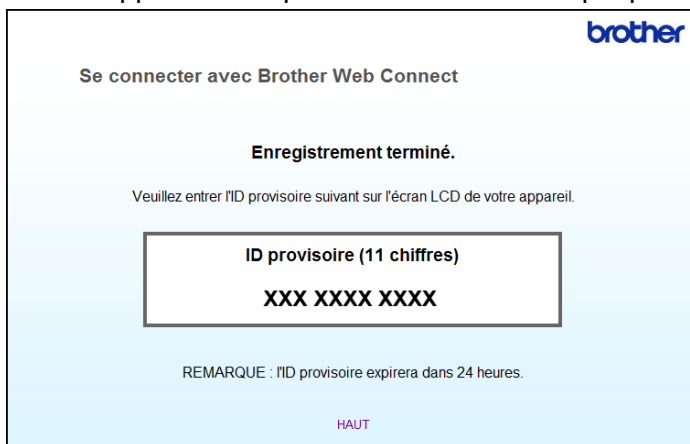 brother
Se connecter avec Brother Web Connect
Enregistrement terminé.
Veuillez entrer l'ID provisoire suivant sur l'écran LCD de votre appareil.
ID provisoire (11 chiffres)
XXX XXXX XXXX
REMARQUE : l'ID provisoire expirera dans 24 heures.
HAUT